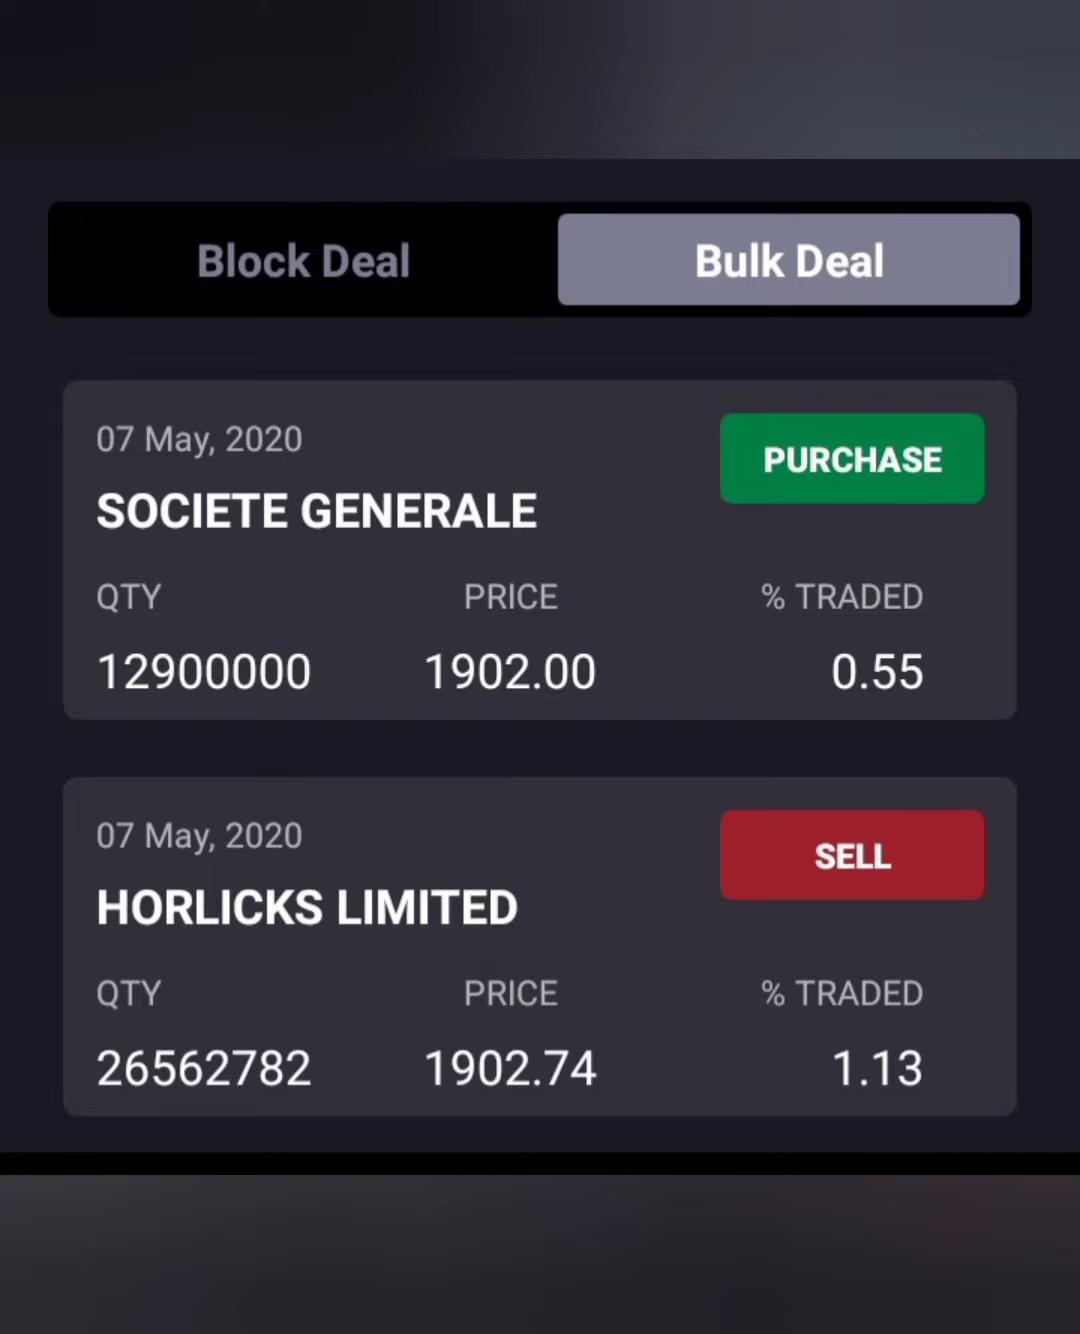 Block Deal Bulk Deal
07 May, 2020 PURCHASE
SOCIETE GENERALE
QTY PRICE % TRADED
12900000 1902.00 0.55
07 May, 2020 SELL
HORLICKS LIMITED
QTY PRICE % TRADED
26562782 1902.74 1.13